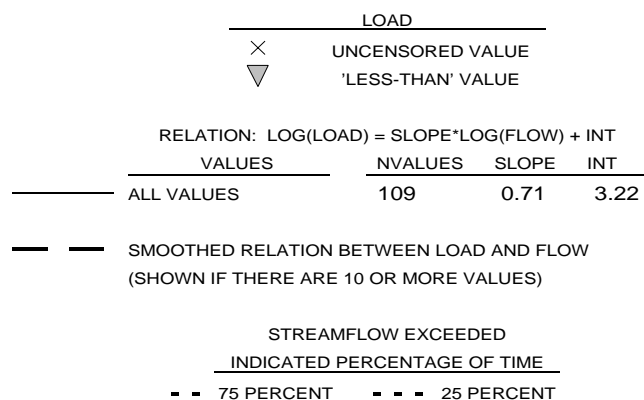 LOAD
UNCENSORED VALUE
'LESS-THAN' VALUE
RELATION: LOG(LOAD) = SLOPE*LOG(FLOW) + INT
VALUES NVALUES SLOPE INT
ALL VALUES 109 0.71 3.22
SMOOTHED RELATION BETWEEN LOAD AND FLOW
(SHOWN IF THERE ARE 10 OR MORE VALUES)
STREAMFLOW EXCEEDED
INDICATED PERCENTAGE OF TIME
75 PERCENT 25 PERCENT